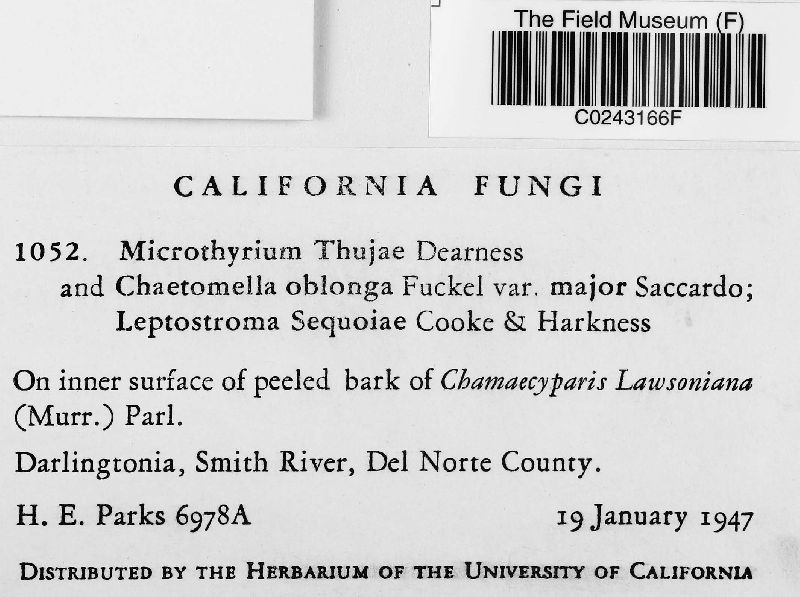 The Field Museum (F)
C0243166F
CALIFORNIA FUNGI
1052. Microthyrium Thujae Dearness
and Chaetomella oblonga Fuckel var. major Saccardo;
Leptostroma Sequoiae Cooke & Harkness
On inner surface of peeled bark of Chamaecyparis Lawsoniana
(Murr.) Parl.
Darlingtonia, Smith River, Del Norte County.
H. E. Parks 6978A 19 January 1947
DISTRIBUTED BY THE HERBARIUM OF THE UNIVERSITY OF CALIFORNIA